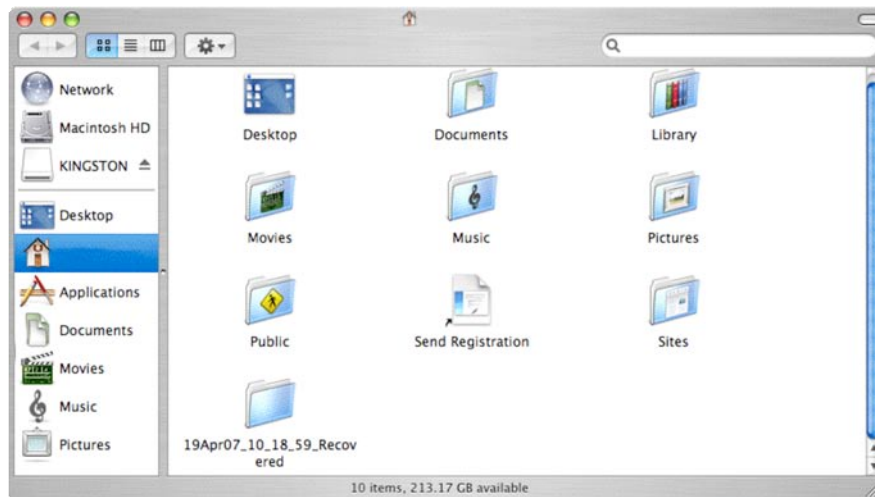 Network
Macintosh HD
KINGSTON
Desktop
Applications
Documents
Movies
Music
Pictures
Desktop
Documents
Library
Movies
Music
Pictures
Public
Send Registration
Sites
19Apr07_10_18_59_Recov
ered
10 items, 213.17 GB available